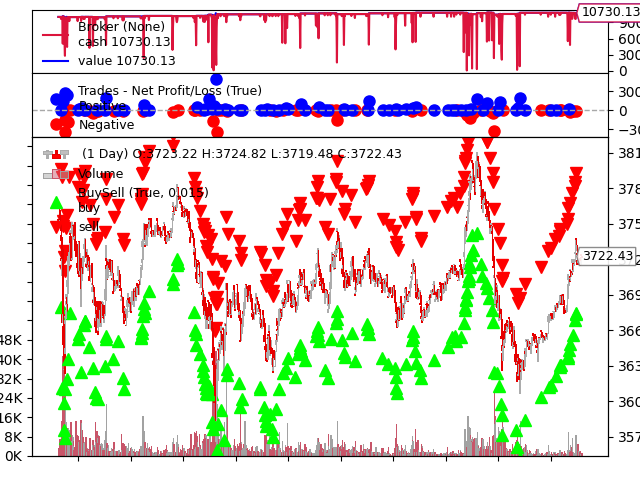 Broker (None)
cash 10730.13
value 10730.13
10730.13
600
300
0
Trades - Net Profit/Loss (True)
Positive
Negative
300
0
(1 Day) O:3723.22 H:3724.82 L:3719.48 C:3722.43
Volume
BuySell (True, 0.015)
buy
sell
3722.43
381
378
375
369
366
363
360
357
48K
40K
32K
24K
16K
8K
0K